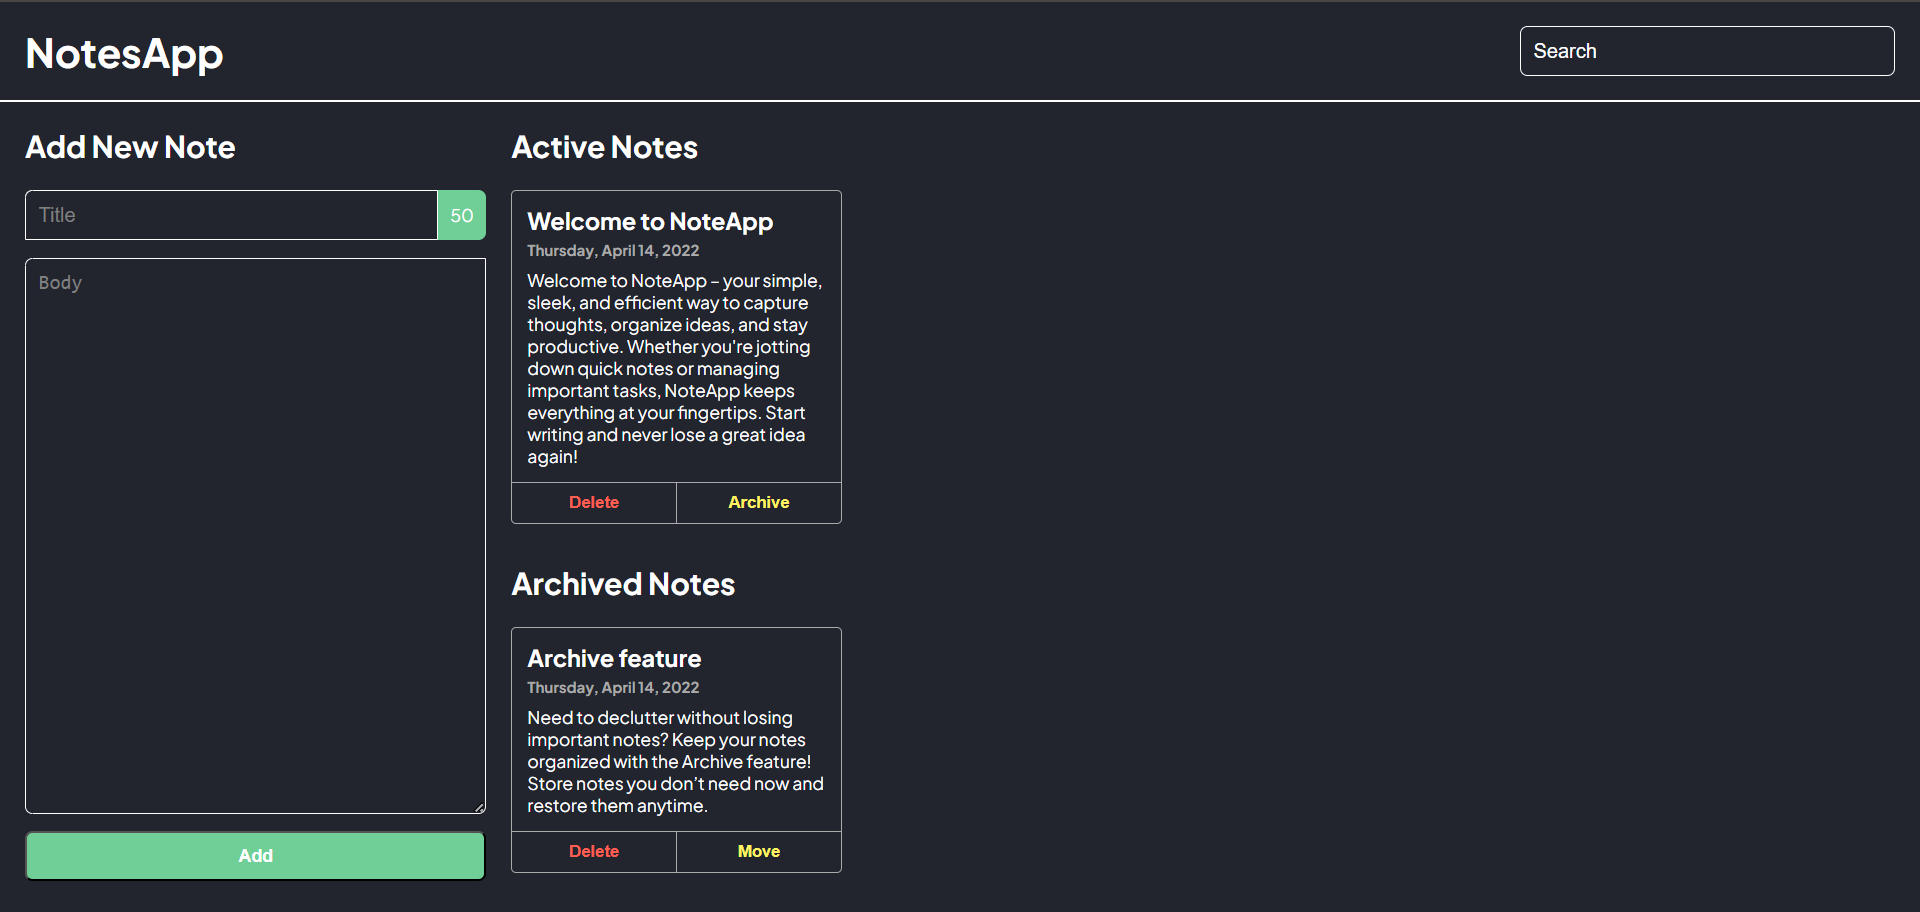 NotesApp
Search
Add New Note
Title
50
Body
Add
Active Notes
Welcome to NoteApp
Thursday, April 14, 2022
Welcome to NoteApp – your simple,
sleek, and efficient way to capture
thoughts, organize ideas, and stay
productive. Whether you're jotting
down quick notes or managing
important tasks, NoteApp keeps
everything at your fingertips. Start
writing and never lose a great idea
again!
Delete
Archive
Archived Notes
Archive feature
Thursday, April 14, 2022
Need to declutter without losing
important notes? Keep your notes
organized with the Archive feature!
Store notes you don’t need now and
restore them anytime.
Delete
Move